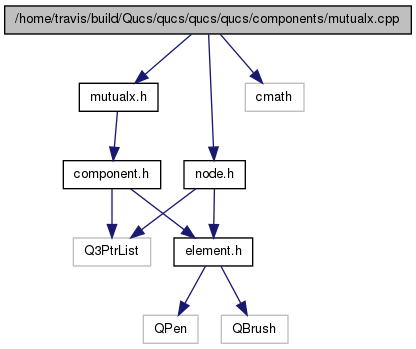 /home/travis/build/Qucs/qucs/qucs/qucs/components/mutualx.cpp
mutualx.h
cmath
component.h
node.h
Q3PtrList
element.h
QPen
QBrush